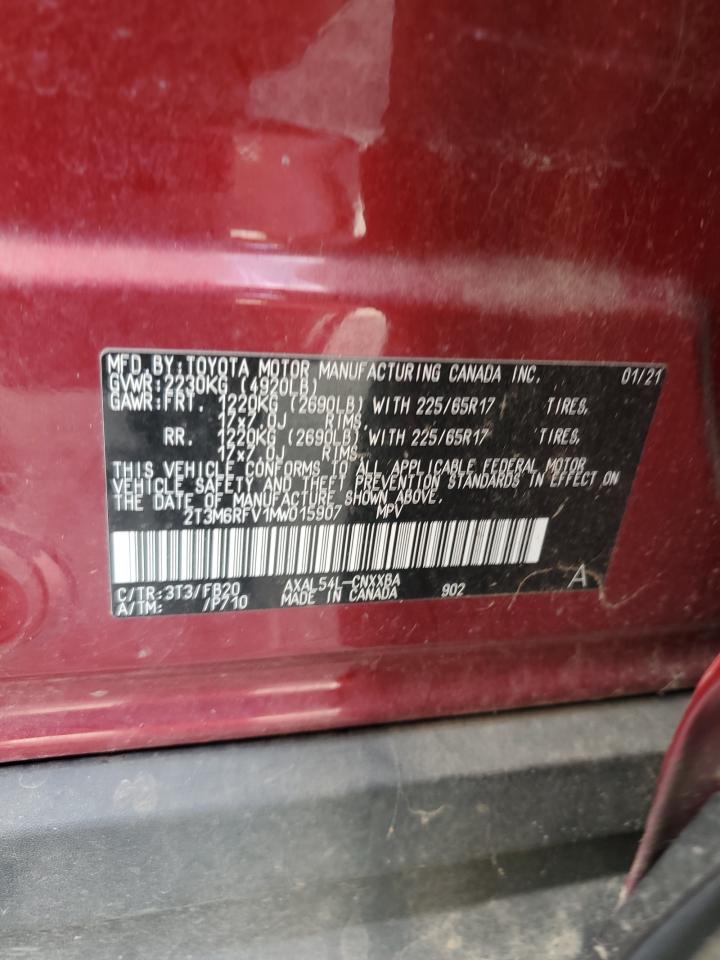 MFD.BY:TOYOTA MOTOR MANUFACTURING CANADA INC. 01/21
GVWR:2230KG (4920LB)
GAWR:FRT. 1220KG (2690LB) WITH 225/65R17 TIRES,
17x7.0J RIMS,
RR. 1220KG (2690LB) WITH 225/65R17 TIRES,
17x7.0J RIMS
THIS VEHICLE CONFORMS TO ALL APPLICABLE FEDERAL MOTOR
VEHICLE SAFETY AND THEFT PREVENTION STANDARDS IN EFFECT ON
THE DATE OF MANUFACTURE SHOWN ABOVE.
2T3M6RFV1MW015907 MPV
C/TR:3T3/FB20 AXAL54L-CNXXBA 902 A
A/TM: /P710 MADE IN CANADA